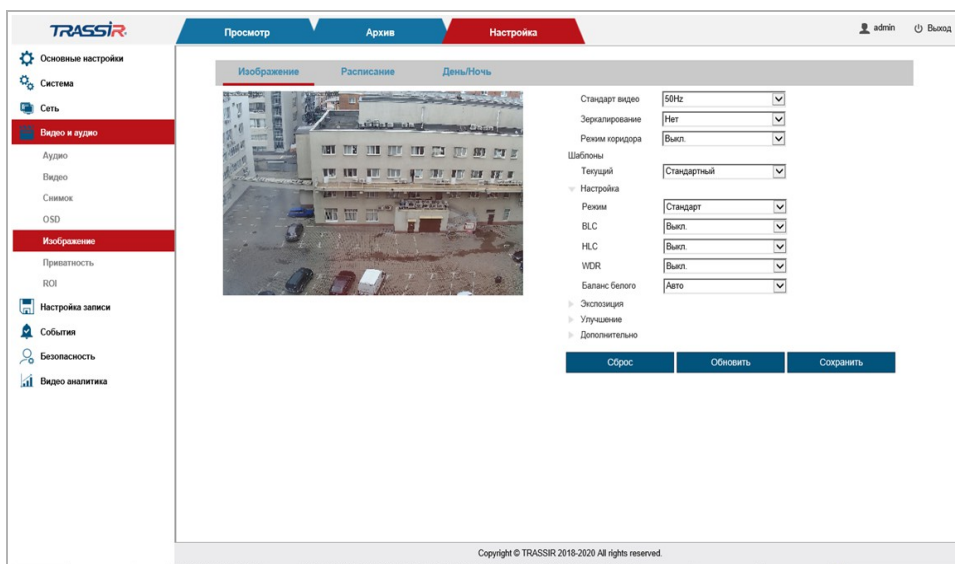 TRASSIR
Просмотр
Архив
Настройка
admin
Выход
Основные настройки
Система
Сеть
Видео и аудио
Аудио
Видео
Снимок
OSD
Изображение
Приватность
ROI
Настройка записи
События
Безопасность
Видео аналитика
Изображение
Расписание
День/Ночь
Стандарт видео 50Hz
Зеркалирование Нет
Режим коридора Выкл.
Шаблоны
Текущий Стандартный
Настройка
Режим Стандарт
BLC Выкл.
HLC Выкл.
WDR Выкл.
Баланс белого Авто
Экспозиция
Улучшение
Дополнительно
Сброс
Обновить
Сохранить
Copyright © TRASSIR 2018-2020 All rights reserved.